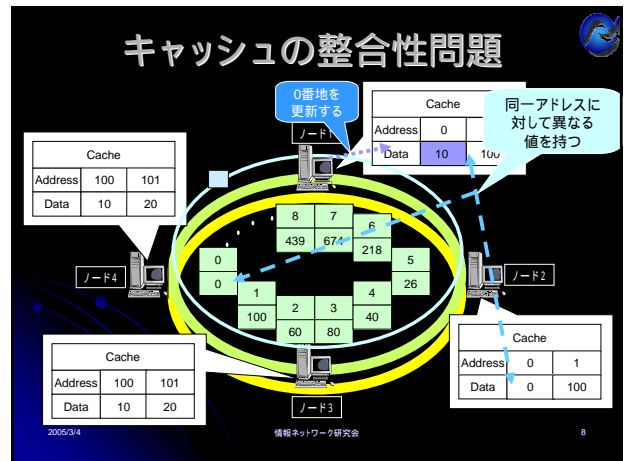 キャッシュの整合性問題
0番地を
更新する
Cache
Address 0
Data 10 100
同一アドレスに
対して異なる
値を持つ
ノード1
Cache
Address 100 101
Data 10 20
8 7 6
439 674 218
0
0
5
26
1
100
2 3
60 80
4
40
ノード4
ノード2
Cache
Address 100 101
Data 10 20
Cache
Address 0 1
Data 0 100
ノード3
2005/3/4 情報ネットワーク研究会 8